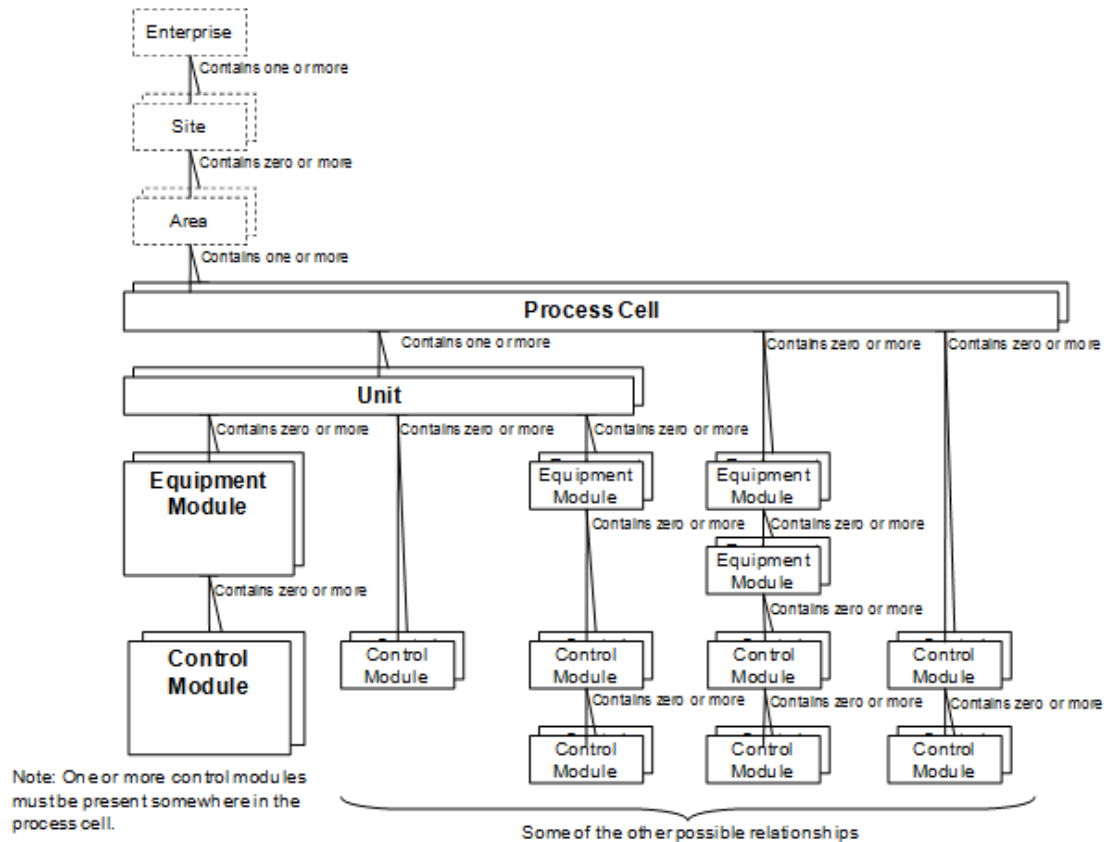 Enterprise
Contains one or more
Site
Contains zero or more
Area
Contains one or more
Process Cell
Contains one or more
Contains zero or more
Contains zero or more
Unit
Contains zero or more
Contains zero or more
Contains zero or more
Equipment
Module
Equipment
Module
Equipment
Module
Contains zero or more
Contains zero or more
Equipment
Module
Contains zero or more
Contains zero or more
Control
Module
Control
Module
Control
Module
Control
Module
Control
Module
Contains zero or more
Contains zero or more
Contains zero or more
Control
Module
Control
Module
Control
Module
Note: One or more control modules
must be present somewhere in the
process cell.
Some of the other possible relationships